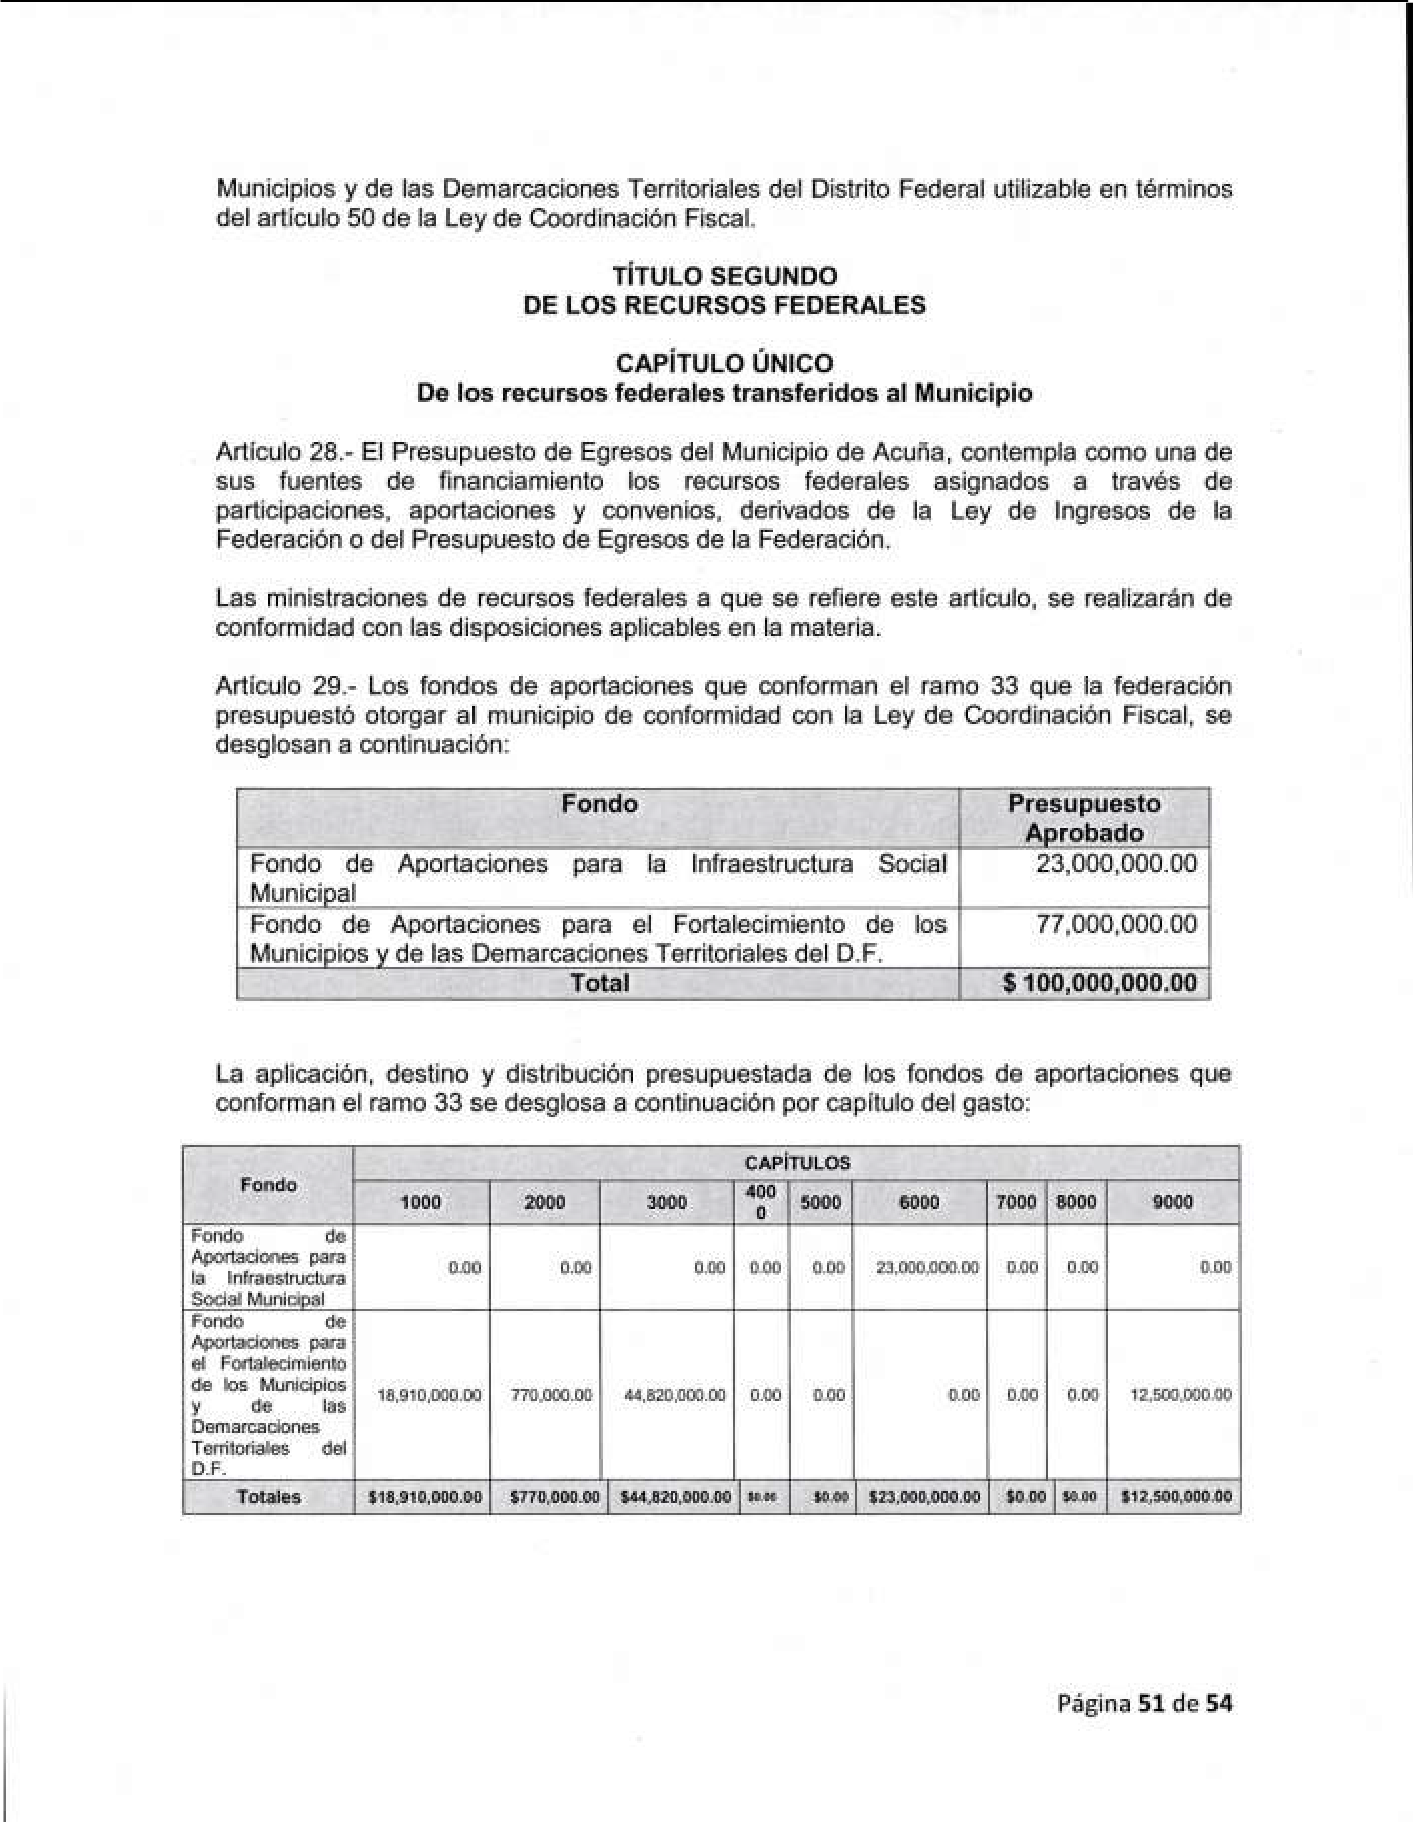 Municipios y de las Demarcaciones Territoriales del Distrito Federal utilizable en términos
del artículo 50 de la Ley de Coordinación Fiscal.
TÍTULO SEGUNDO
DE LOS RECURSOS FEDERALES
CAPÍTULO ÚNICO
De los recursos federales transferidos al Municipio
Artículo 28.- El Presupuesto de Egresos del Municipio de Acuña, contempla como una de
sus fuentes de financiamiento los recursos federales asignados a través de
participaciones, aportaciones y convenios, derivados de la Ley de Ingresos de la
Federación o del Presupuesto de Egresos de la Federación.
Las ministraciones de recursos federales a que se refiere este artículo, se realizarán de
conformidad con las disposiciones aplicables en la materia.
Artículo 29.- Los fondos de aportaciones que conforman el ramo 33 que la federación
presupuestó otorgar al municipio de conformidad con la Ley de Coordinación Fiscal, se
desglosan a continuación:
Fondo Presupuesto
Aprobado
Fondo de Aportaciones para la Infraestructura Social 23,000,000.00
Municipal
Fondo de Aportaciones para el Fortalecimiento de los 77,000,000.00
Municipios y de las Demarcaciones Territoriales del D.F.
Total $ 100,000,000.00
La aplicación, destino y distribución presupuestada de los fondos de aportaciones que
conforman el ramo 33 se desglosa a continuación por capítulo del gasto:
Fondo
CAPÍTULOS
1000 2000 3000 400 5000 6000 7000 8000 9000
0
Fondo de
Aportaciones para
la Infraestructura
Social Municipal
0.00 0.00 0.00 0.00 0.00 23,000,000.00 0.00 0.00 0.00
Fondo de
Aportaciones para
el Fortalecimiento
de los Municipios
y de las
Demarcaciones
Territoriales del
D.F.
18,910,000.00 770,000.00 44,820,000.00 0.00 0.00 0.00 0.00 0.00 12,500,000.00
Totales $18,910,000.00 $770,000.00 $44,820,000.00 $0.00 $0.00 $23,000,000.00 $0.00 $0.00 $12,500,000.00
Página 51 de 54